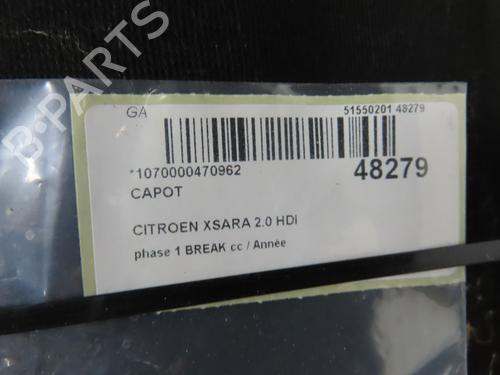 B-PARTS
GA
51550201 48279
*1070000470962
48279
CAPOT
CITROEN XSARA 2.0 HDI
phase 1 BREAK cc / Année